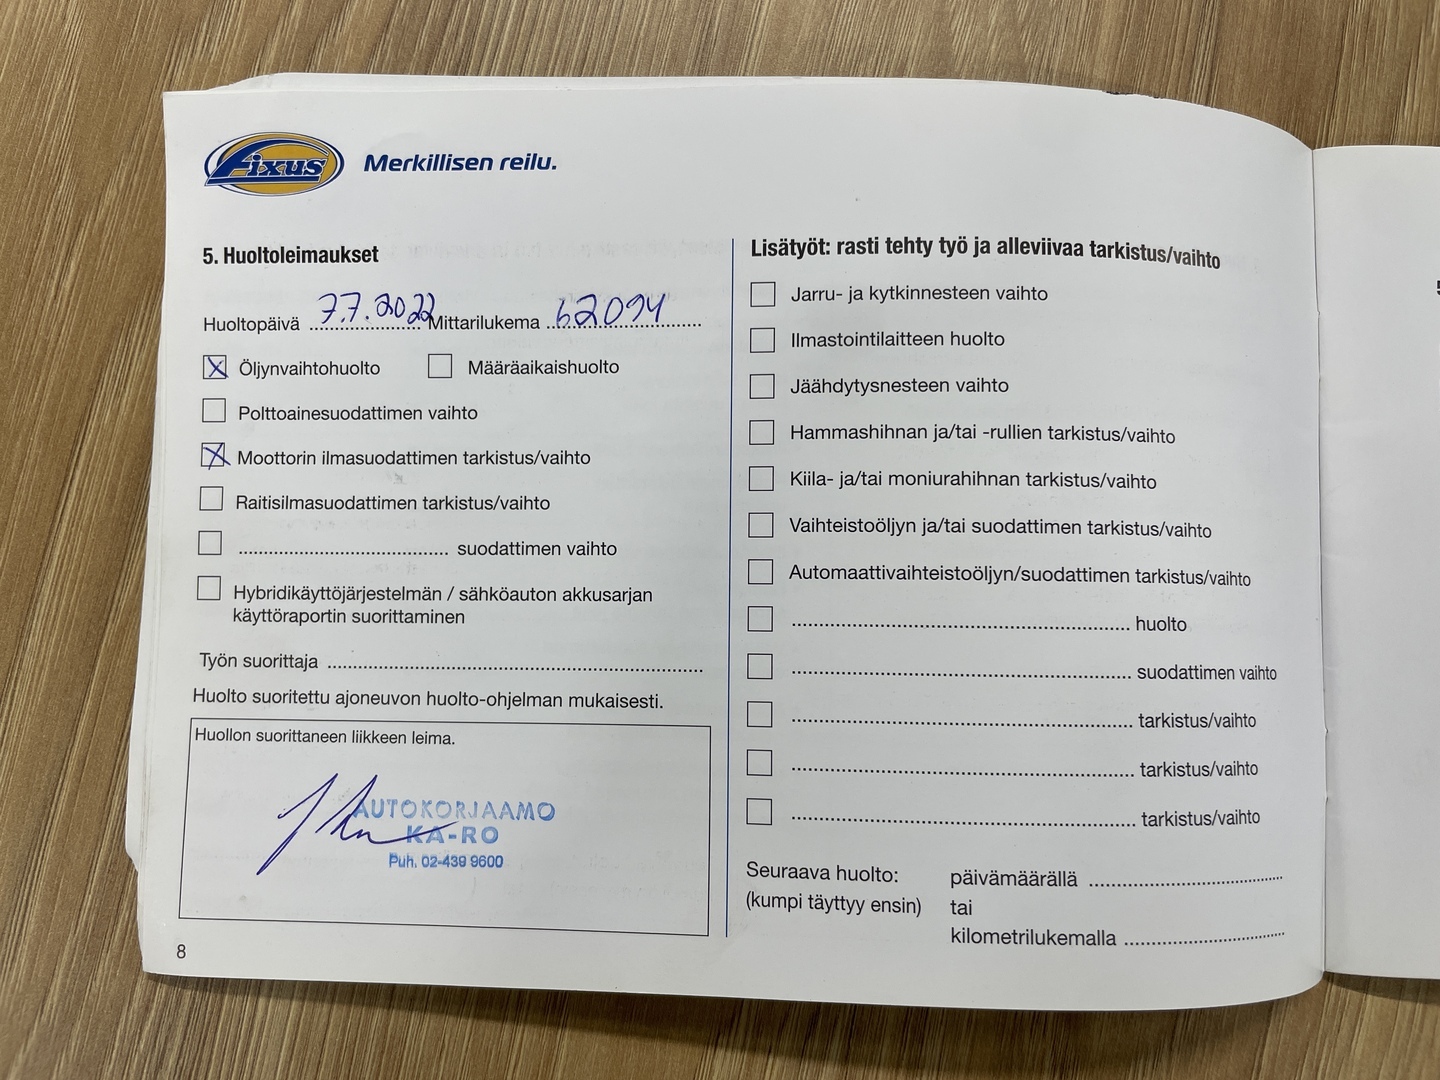 Fixus Merkillisen reilu.
5. Huoltoleimaukset
Huoltopäivä 7.7.2022 Mittarilukema 62094
Öljynvaihtohuolto Määräaikaishuolto
Polttoainesuodattimen vaihto
Moottorin ilmasuodattimen tarkistus/vaihto
Raitisilmasuodattimen tarkistus/vaihto
suodattimen vaihto
Hybridikäyttöjärjestelmän / sähköauton akkusarjan
käyttöraportin suorittaminen
Työn suorittaja
Huolto suoritettu ajoneuvon huolto-ohjelman mukaisesti.
Huollon suorittaneen liikkeen leima.
AUTOKORJAAMO
KA-RO
Puh. 02-439 9600
8
Lisätyöt: rasti tehty työ ja alleviivaa tarkistus/vaihto
Jarru- ja kytkinnesteen vaihto
Ilmastointilaitteen huolto
Jäähdytysnesteen vaihto
Hammashihnan ja/tai -rullien tarkistus/vaihto
Kiila- ja/tai moniurahihnan tarkistus/vaihto
Vaihteistoöljyn ja/tai suodattimen tarkistus/vaihto
Automaattivaihteistoöljyn/suodattimen tarkistus/vaihto
huolto
suodattimen vaihto
tarkistus/vaihto
tarkistus/vaihto
tarkistus/vaihto
Seuraava huolto: päivämäärällä
(kumpi täyttyy ensin) tai
kilometrilukemalla